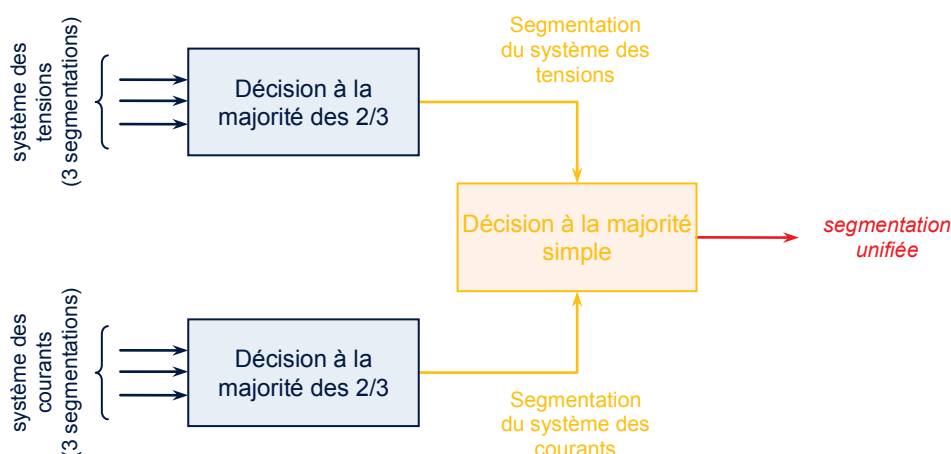 système des
tensions
(3 segmentations)
Décision à la
majorité des 2/3
Segmentation
du système des
tensions
Décision à la majorité
simple
segmentation
unifiée
système des
courants
(3 segmentations)
Décision à la
majorité des 2/3
Segmentation
du système des
courants